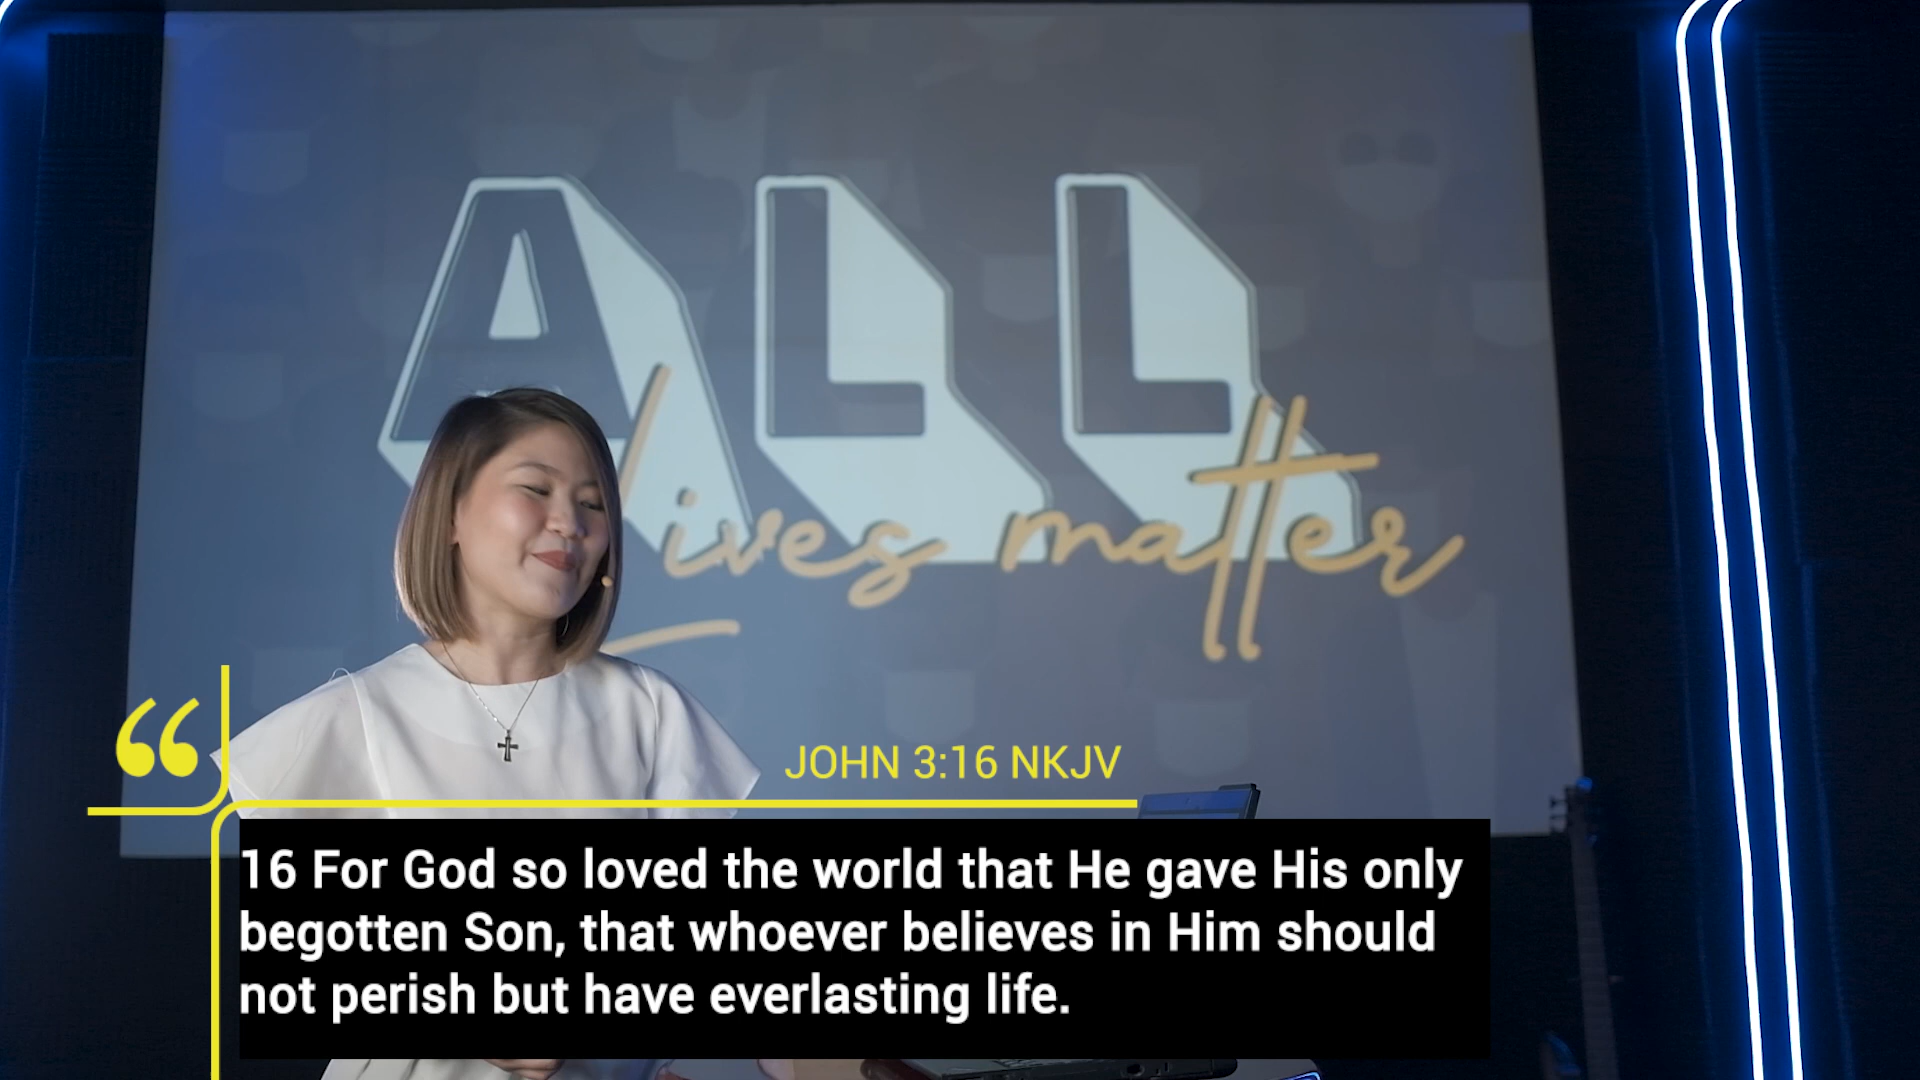 ALL
lives matter
JOHN 3:16 NKJV
16 For God so loved the world that He gave His only
begotten Son, that whoever believes in Him should
not perish but have everlasting life.